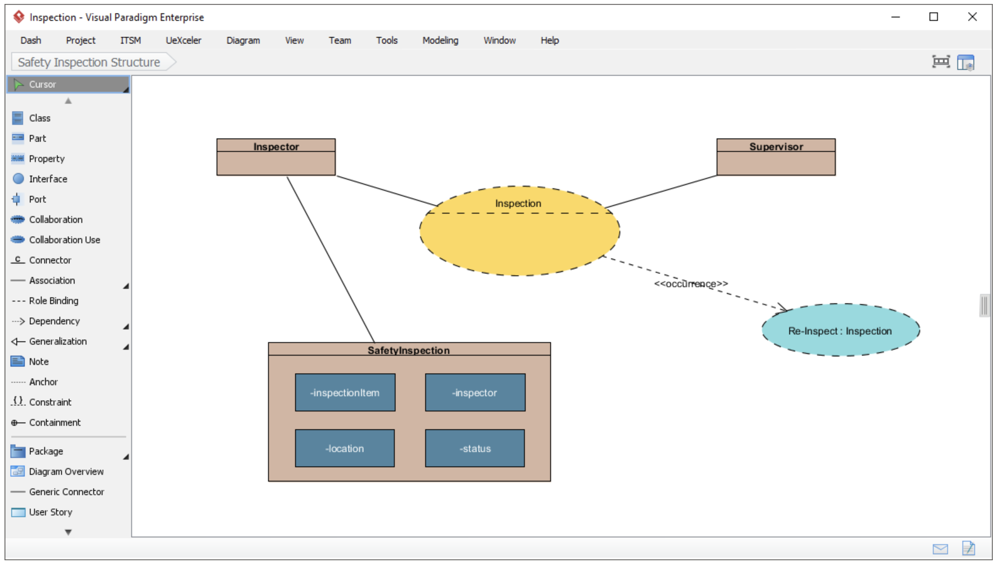 Inspection - Visual Paradigm Enterprise
Dash Project ITSM UeXceler Diagram View Team Tools Modeling Window Help
Safety Inspection Structure
Cursor
Class
Part
Property
Interface
Port
Collaboration
Collaboration Use
C Connector
Association
Role Binding
Dependency
Generalization
Note
Anchor
{ } Constraint
Containment
Package
Diagram Overview
Generic Connector
User Story
Inspector
Supervisor
Inspection
<<occurrence>>
Re-Inspect : Inspection
SafetyInspection
-inspectionItem
-inspector
-location
-status